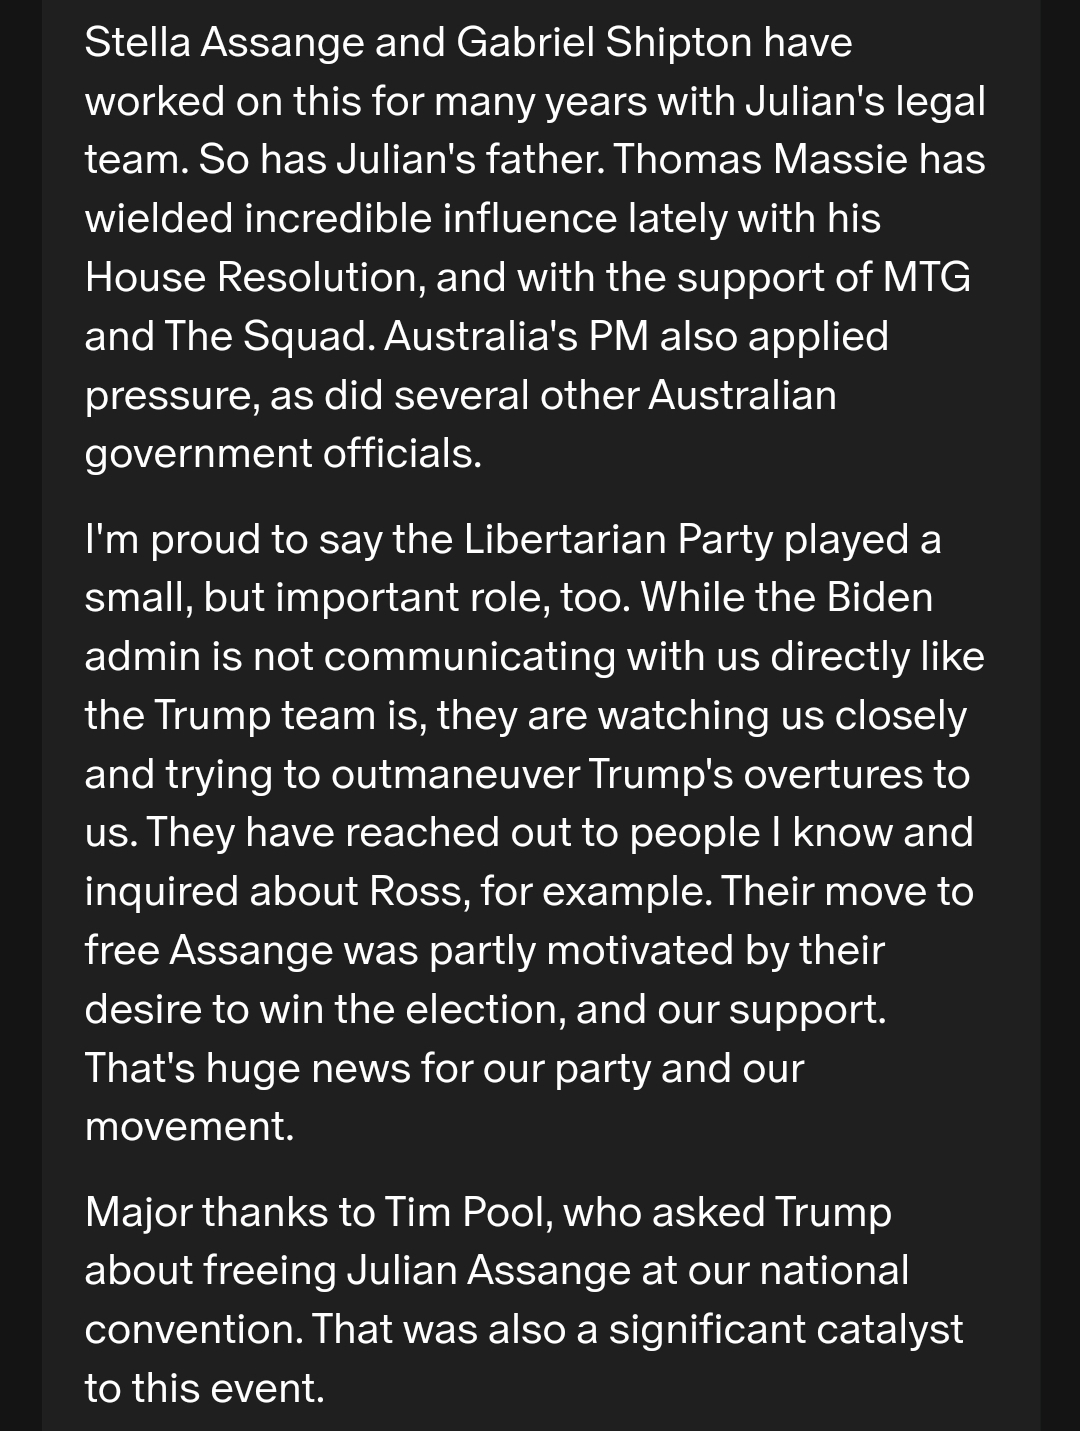 Stella Assange and Gabriel Shipton have
worked on this for many years with Julian's legal
team. So has Julian's father. Thomas Massie has
wielded incredible influence lately with his
House Resolution, and with the support of MTG
and The Squad. Australia's PM also applied
pressure, as did several other Australian
government officials.
I'm proud to say the Libertarian Party played a
small, but important role, too. While the Biden
admin is not communicating with us directly like
the Trump team is, they are watching us closely
and trying to outmaneuver Trump's overtures to
us. They have reached out to people I know and
inquired about Ross, for example. Their move to
free Assange was partly motivated by their
desire to win the election, and our support.
That's huge news for our party and our
movement.
Major thanks to Tim Pool, who asked Trump
about freeing Julian Assange at our national
convention. That was also a significant catalyst
to this event.